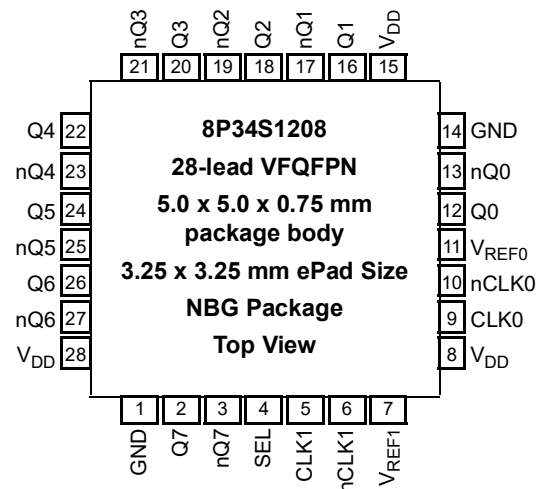 nQ3
Q3
nQ2
Q2
nQ1
Q1
VDD
21 20 19 18 17 16 15
Q4 22
nQ4 23
Q5 24
nQ5 25
Q6 26
nQ6 27
VDD 28
8P34S1208
28-lead VFQFPN
5.0 x 5.0 x 0.75 mm
package body
3.25 x 3.25 mm ePad Size
NBG Package
Top View
14 GND
13 nQ0
12 Q0
11 VREF0
10 nCLK0
9 CLK0
8 VDD
1 2 3 4 5 6 7
GND
Q7
nQ7
SEL
CLK1
nCLK1
VREF1